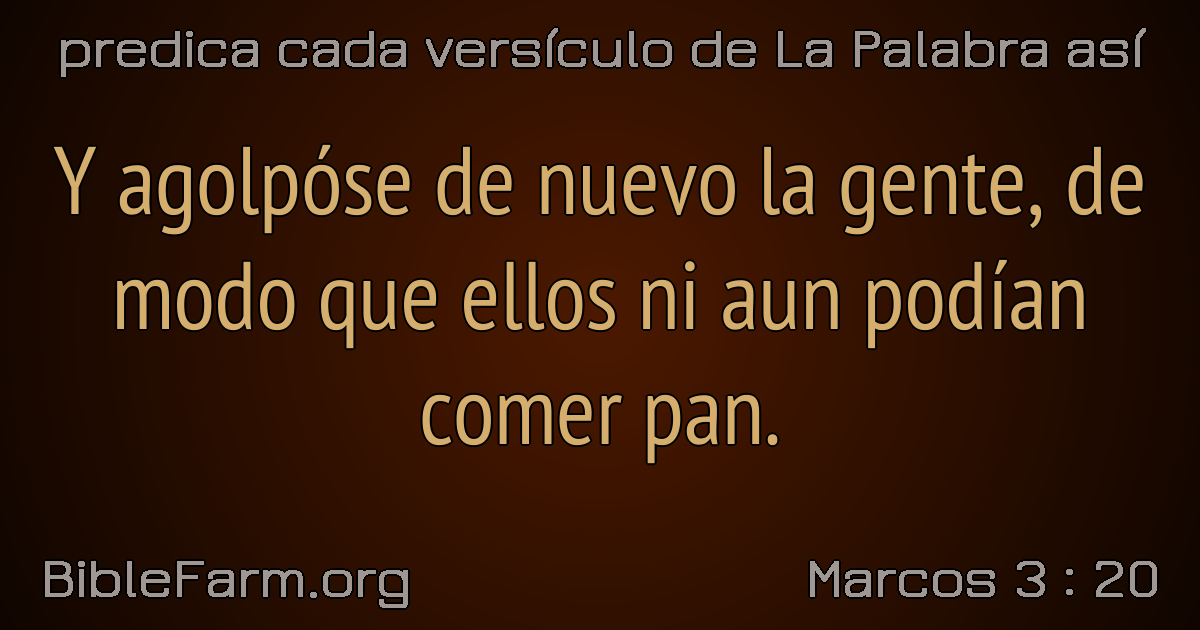 predica cada versículo de La Palabra así
Y agolpóse de nuevo la gente, de
modo que ellos ni aun podían
comer pan.
BibleFarm.org
Marcos 3 : 20